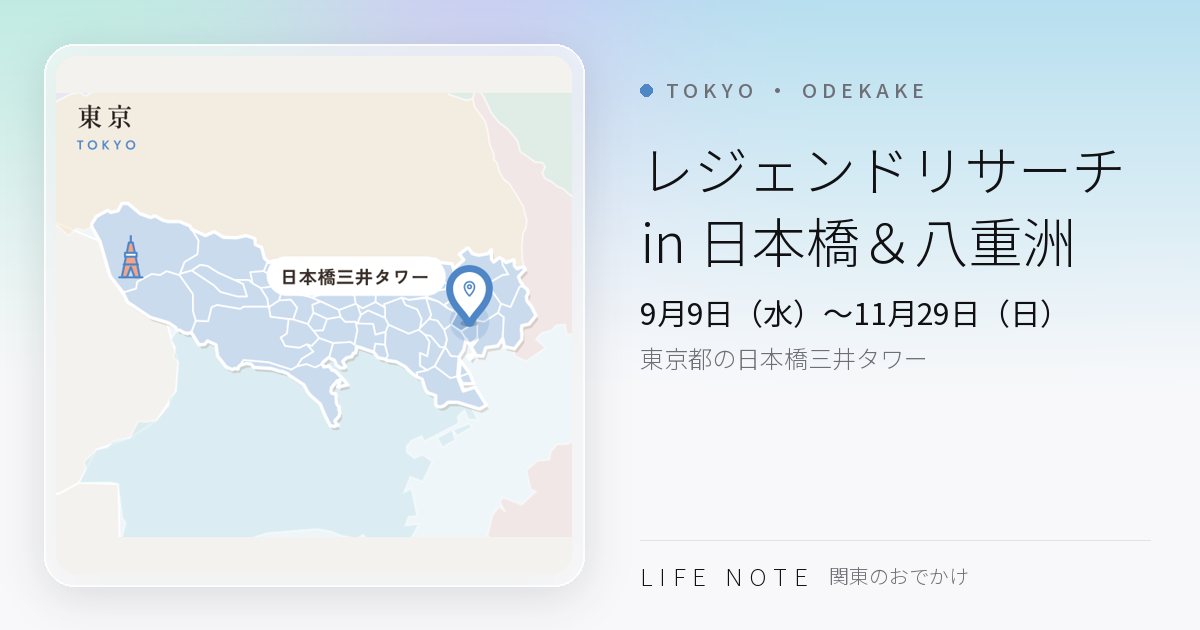 東京
TOKYO
日本橋三井タワー
TOKYO • ODEKAKE
レジェンドリサーチ
in 日本橋＆八重洲
9月9日（水）〜11月29日（日）
東京都の日本橋三井タワー
LIFE NOTE 関東のおでかけ